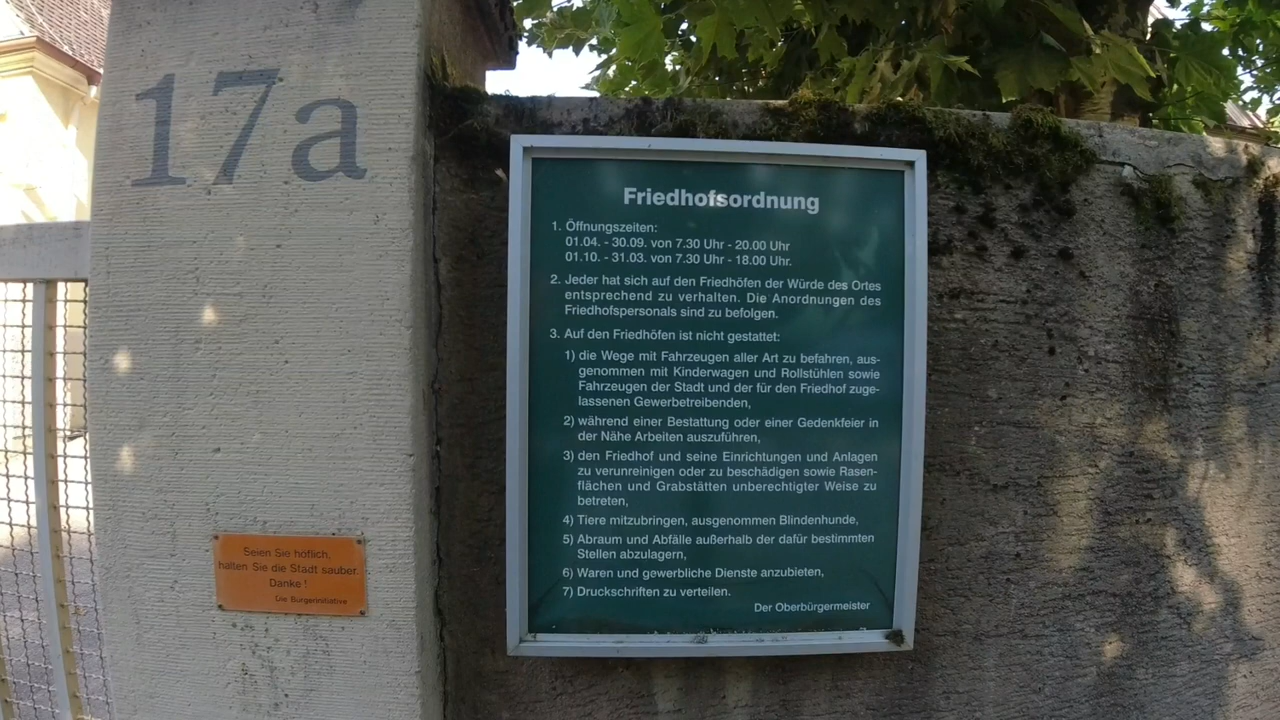 17a
Friedhofsordnung
1. Öffnungszeiten:
01.04. - 30.09. von 7.30 Uhr - 20.00 Uhr
01.10. - 31.03. von 7.30 Uhr - 18.00 Uhr.
2. Jeder hat sich auf den Friedhöfen der Würde des Ortes
entsprechend zu verhalten. Die Anordnungen des
Friedhofspersonals sind zu befolgen.
3. Auf den Friedhöfen ist nicht gestattet:
1) die Wege mit Fahrzeugen aller Art zu befahren, aus-
genommen mit Kinderwagen und Rollstühlen sowie
Fahrzeugen der Stadt und der für den Friedhof zuge-
lassenen Gewerbetreibenden,
2) während einer Bestattung oder einer Gedenkfeier in
der Nähe Arbeiten auszuführen,
3) den Friedhof und seine Einrichtungen und Anlagen
zu verunreinigen oder zu beschädigen sowie Rasen-
flächen und Grabstätten unberechtigter Weise zu
betreten,
4) Tiere mitzubringen, ausgenommen Blindenhunde,
5) Abraum und Abfälle außerhalb der dafür bestimmten
Stellen abzulagern,
6) Waren und gewerbliche Dienste anzubieten,
7) Druckschriften zu verteilen.
Der Oberbürgermeister
Seien Sie höflich,
halten Sie die Stadt sauber.
Danke !
Die Bürgerinitiative